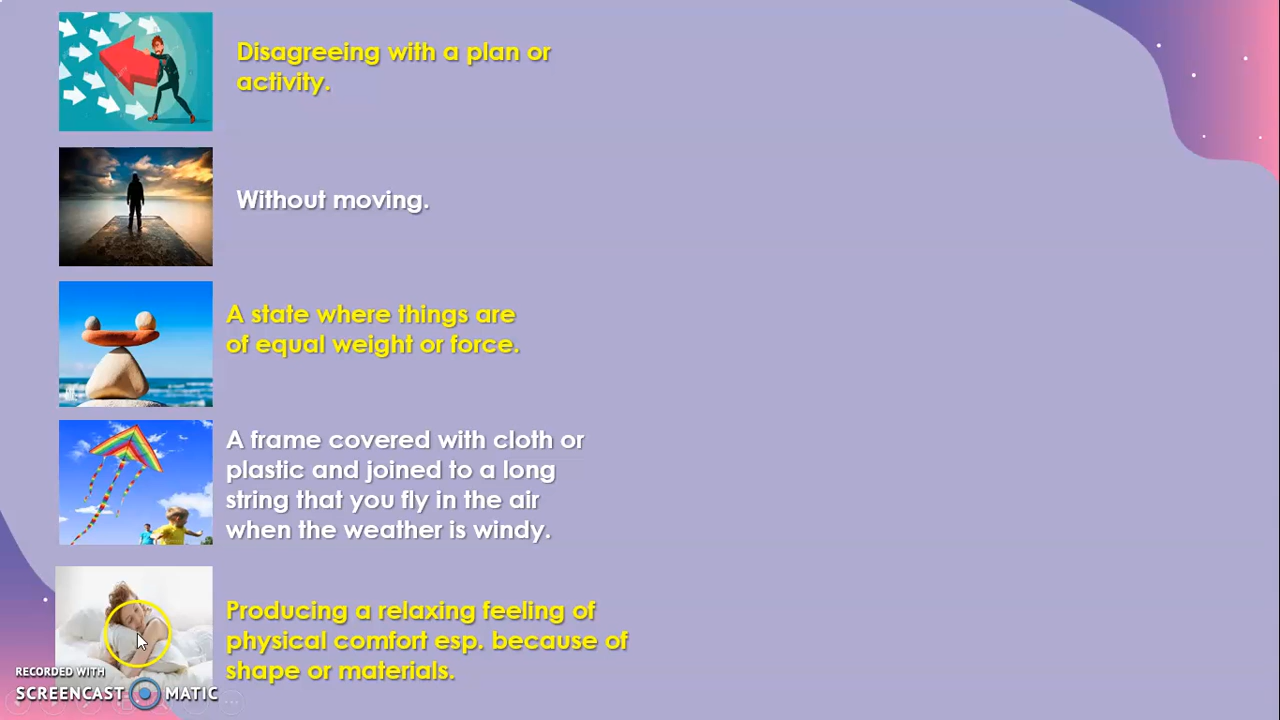 Disagreeing with a plan or
activity.
Without moving.
A state where things are
of equal weight or force.
A frame covered with cloth or
plastic and joined to a long
string that you fly in the air
when the weather is windy.
Producing a relaxing feeling of
physical comfort esp. because of
shape or materials.
RECORDED WITH
SCREENCAST MATIC